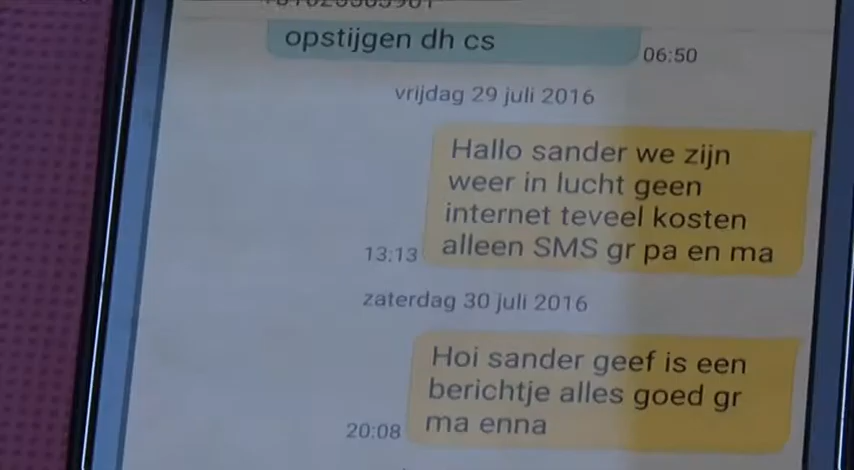 opstijgen dh cs
06:50
vrijdag 29 juli 2016
Hallo sander we zijn
weer in lucht geen
internet teveel kosten
alleen SMS gr pa en ma
13:13
zaterdag 30 juli 2016
Hoi sander geef is een
berichtje alles goed gr
ma enna
20:08